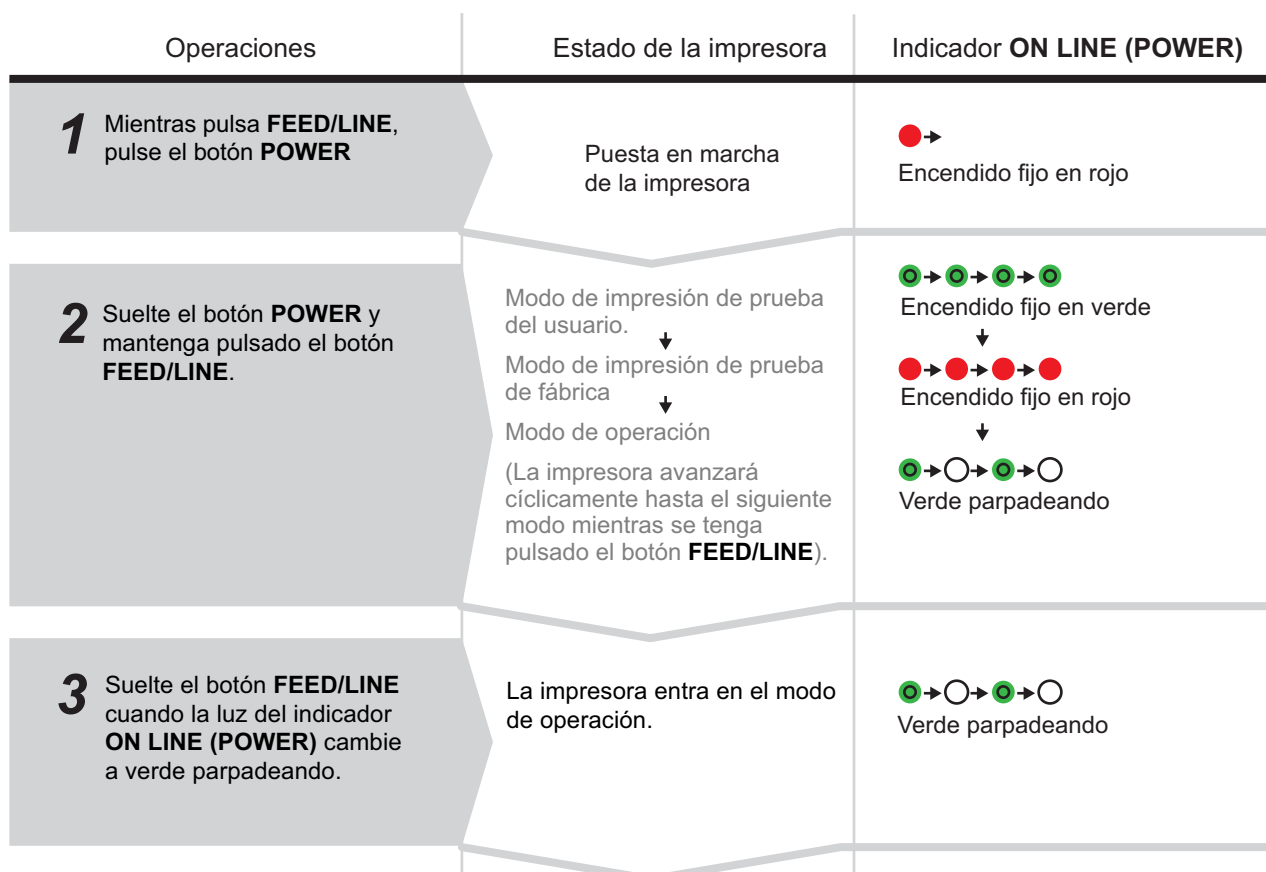 Operaciones
Estado de la impresora
Indicador ON LINE (POWER)
1
Mientras pulsa FEED/LINE,
pulse el botón POWER
Puesta en marcha
de la impresora
Encendido fijo en rojo
2
Suelte el botón POWER y
mantenga pulsado el botón
FEED/LINE.
Modo de impresión de prueba
del usuario.
Modo de impresión de prueba
de fábrica
Modo de operación
(La impresora avanzará
cíclicamente hasta el siguiente
modo mientras se tenga
pulsado el botón FEED/LINE).
Encendido fijo en verde
Encendido fijo en rojo
Verde parpadeando
3
Suelte el botón FEED/LINE
cuando la luz del indicador
ON LINE (POWER) cambie
a verde parpadeando.
La impresora entra en el modo
de operación.
Verde parpadeando